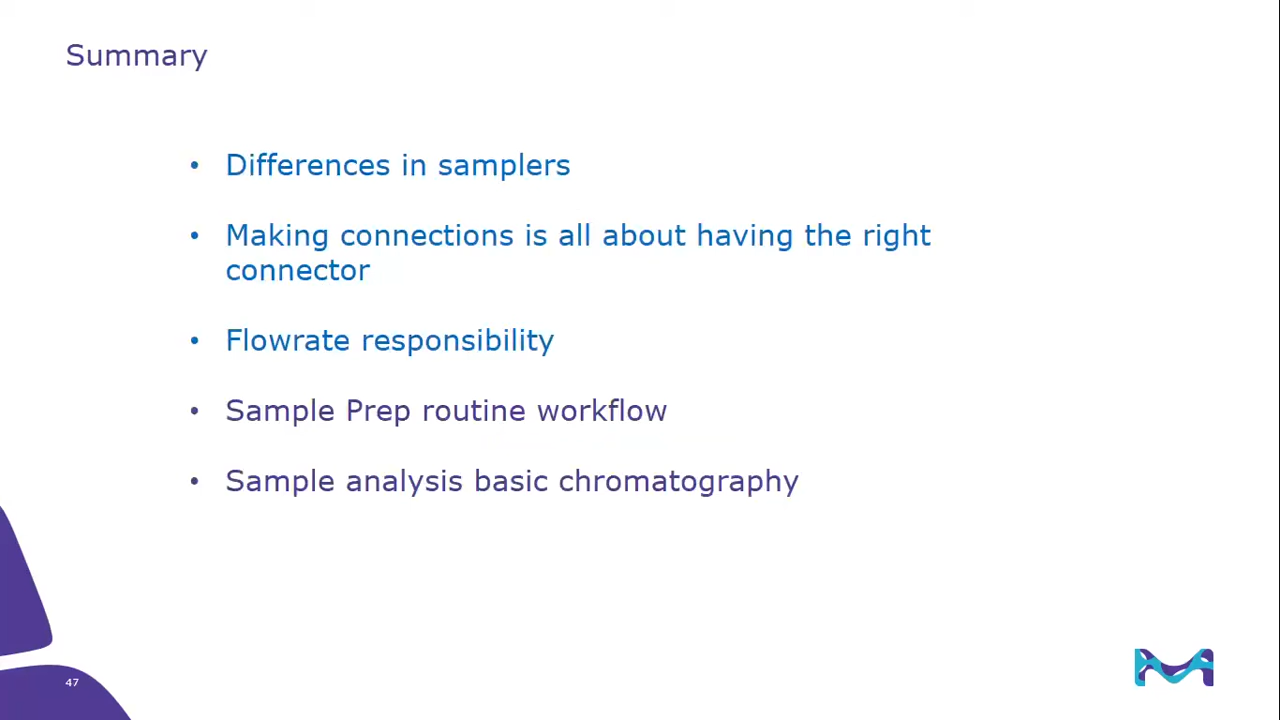 Summary
• Differences in samplers
• Making connections is all about having the right
connector
• Flowrate responsibility
• Sample Prep routine workflow
• Sample analysis basic chromatography
47